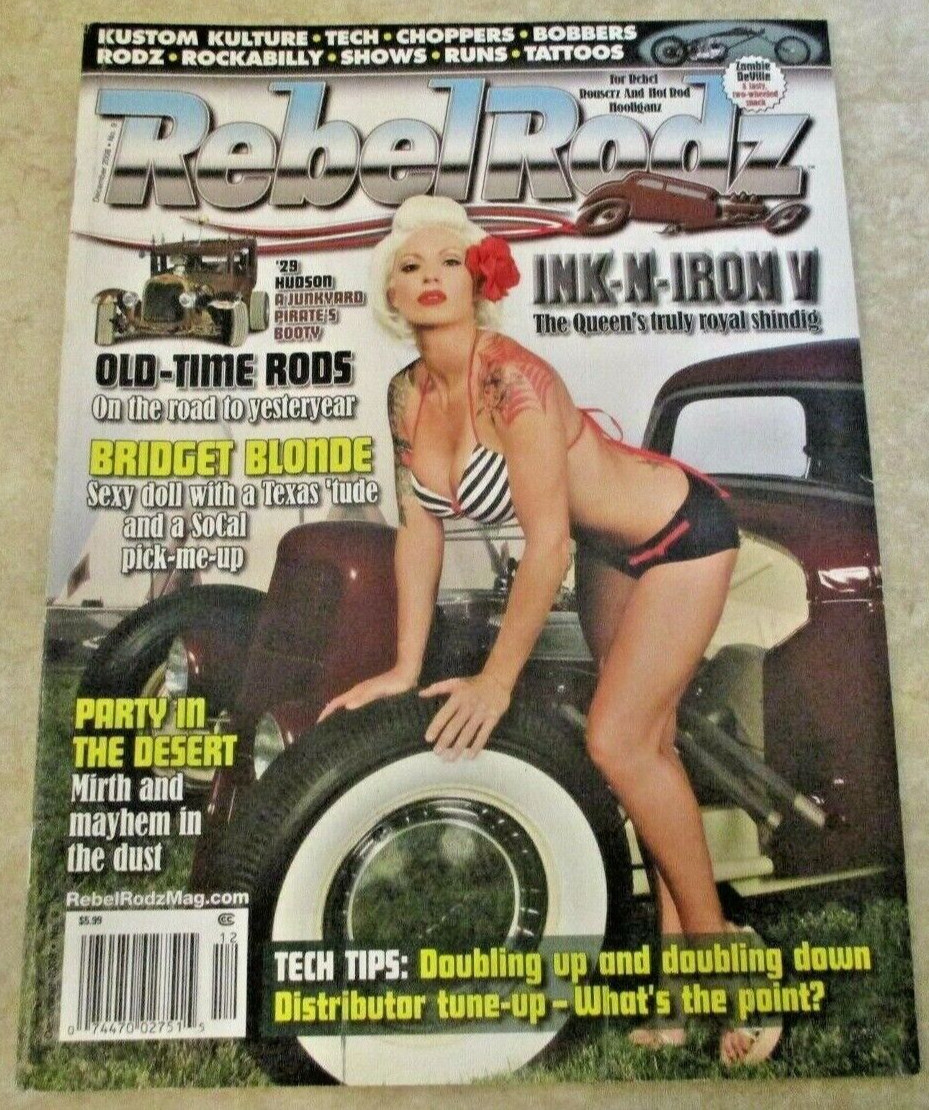 KUSTOM KULTURE • TECH • CHOPPERS • BOBBERS
RODZ • ROCKABILLY • SHOWS • RUNS • TATTOOS
Zombie
DeVille
A tasty,
two-wheeled
snack
for Rebel
Rouserz And Hot Rod
Hooliganz
RebelRodz
December 2008 • No. 9
'29
HUDSON
A JUNKYARD
PIRATE'S
BOOTY
INK-N-IRON V
The Queen's truly royal shindig
OLD-TIME RODS
On the road to yesteryear
BRIDGET BLONDE
Sexy doll with a Texas 'tude
and a SoCal
pick-me-up
PARTY IN
THE DESERT
Mirth and
mayhem in
the dust
RebelRodzMag.com
$5.99
12
0 74470 02751 5
TECH TIPS: Doubling up and doubling down
Distributor tune-up – What's the point?